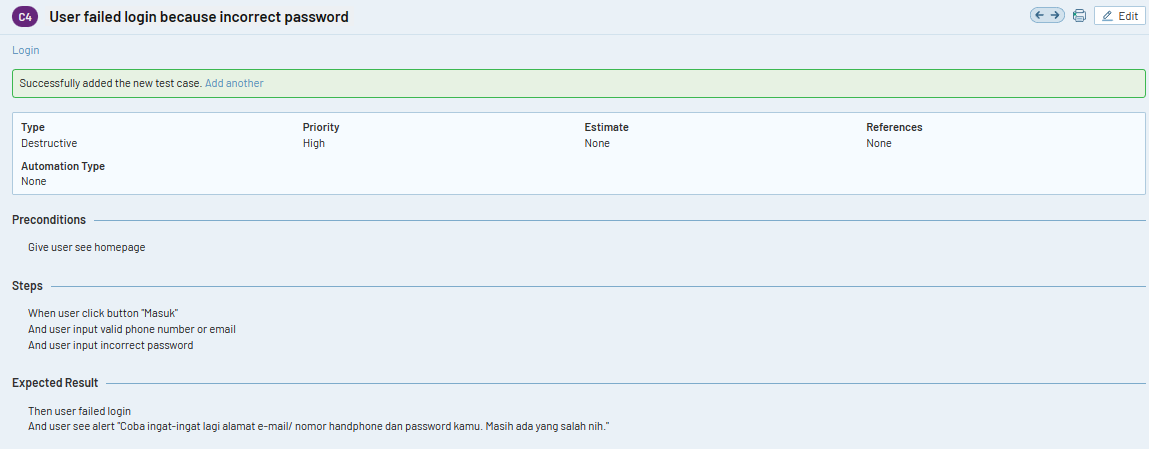 C4 User failed login because incorrect password
Edit
Login
Successfully added the new test case. Add another
Type Priority Estimate References
Destructive High None None
Automation Type
None
Preconditions
Give user see homepage
Steps
When user click button "Masuk"
And user input valid phone number or email
And user input incorrect password
Expected Result
Then user failed login
And user see alert "Coba ingat-ingat lagi alamat e-mail/ nomor handphone dan password kamu. Masih ada yang salah nih."